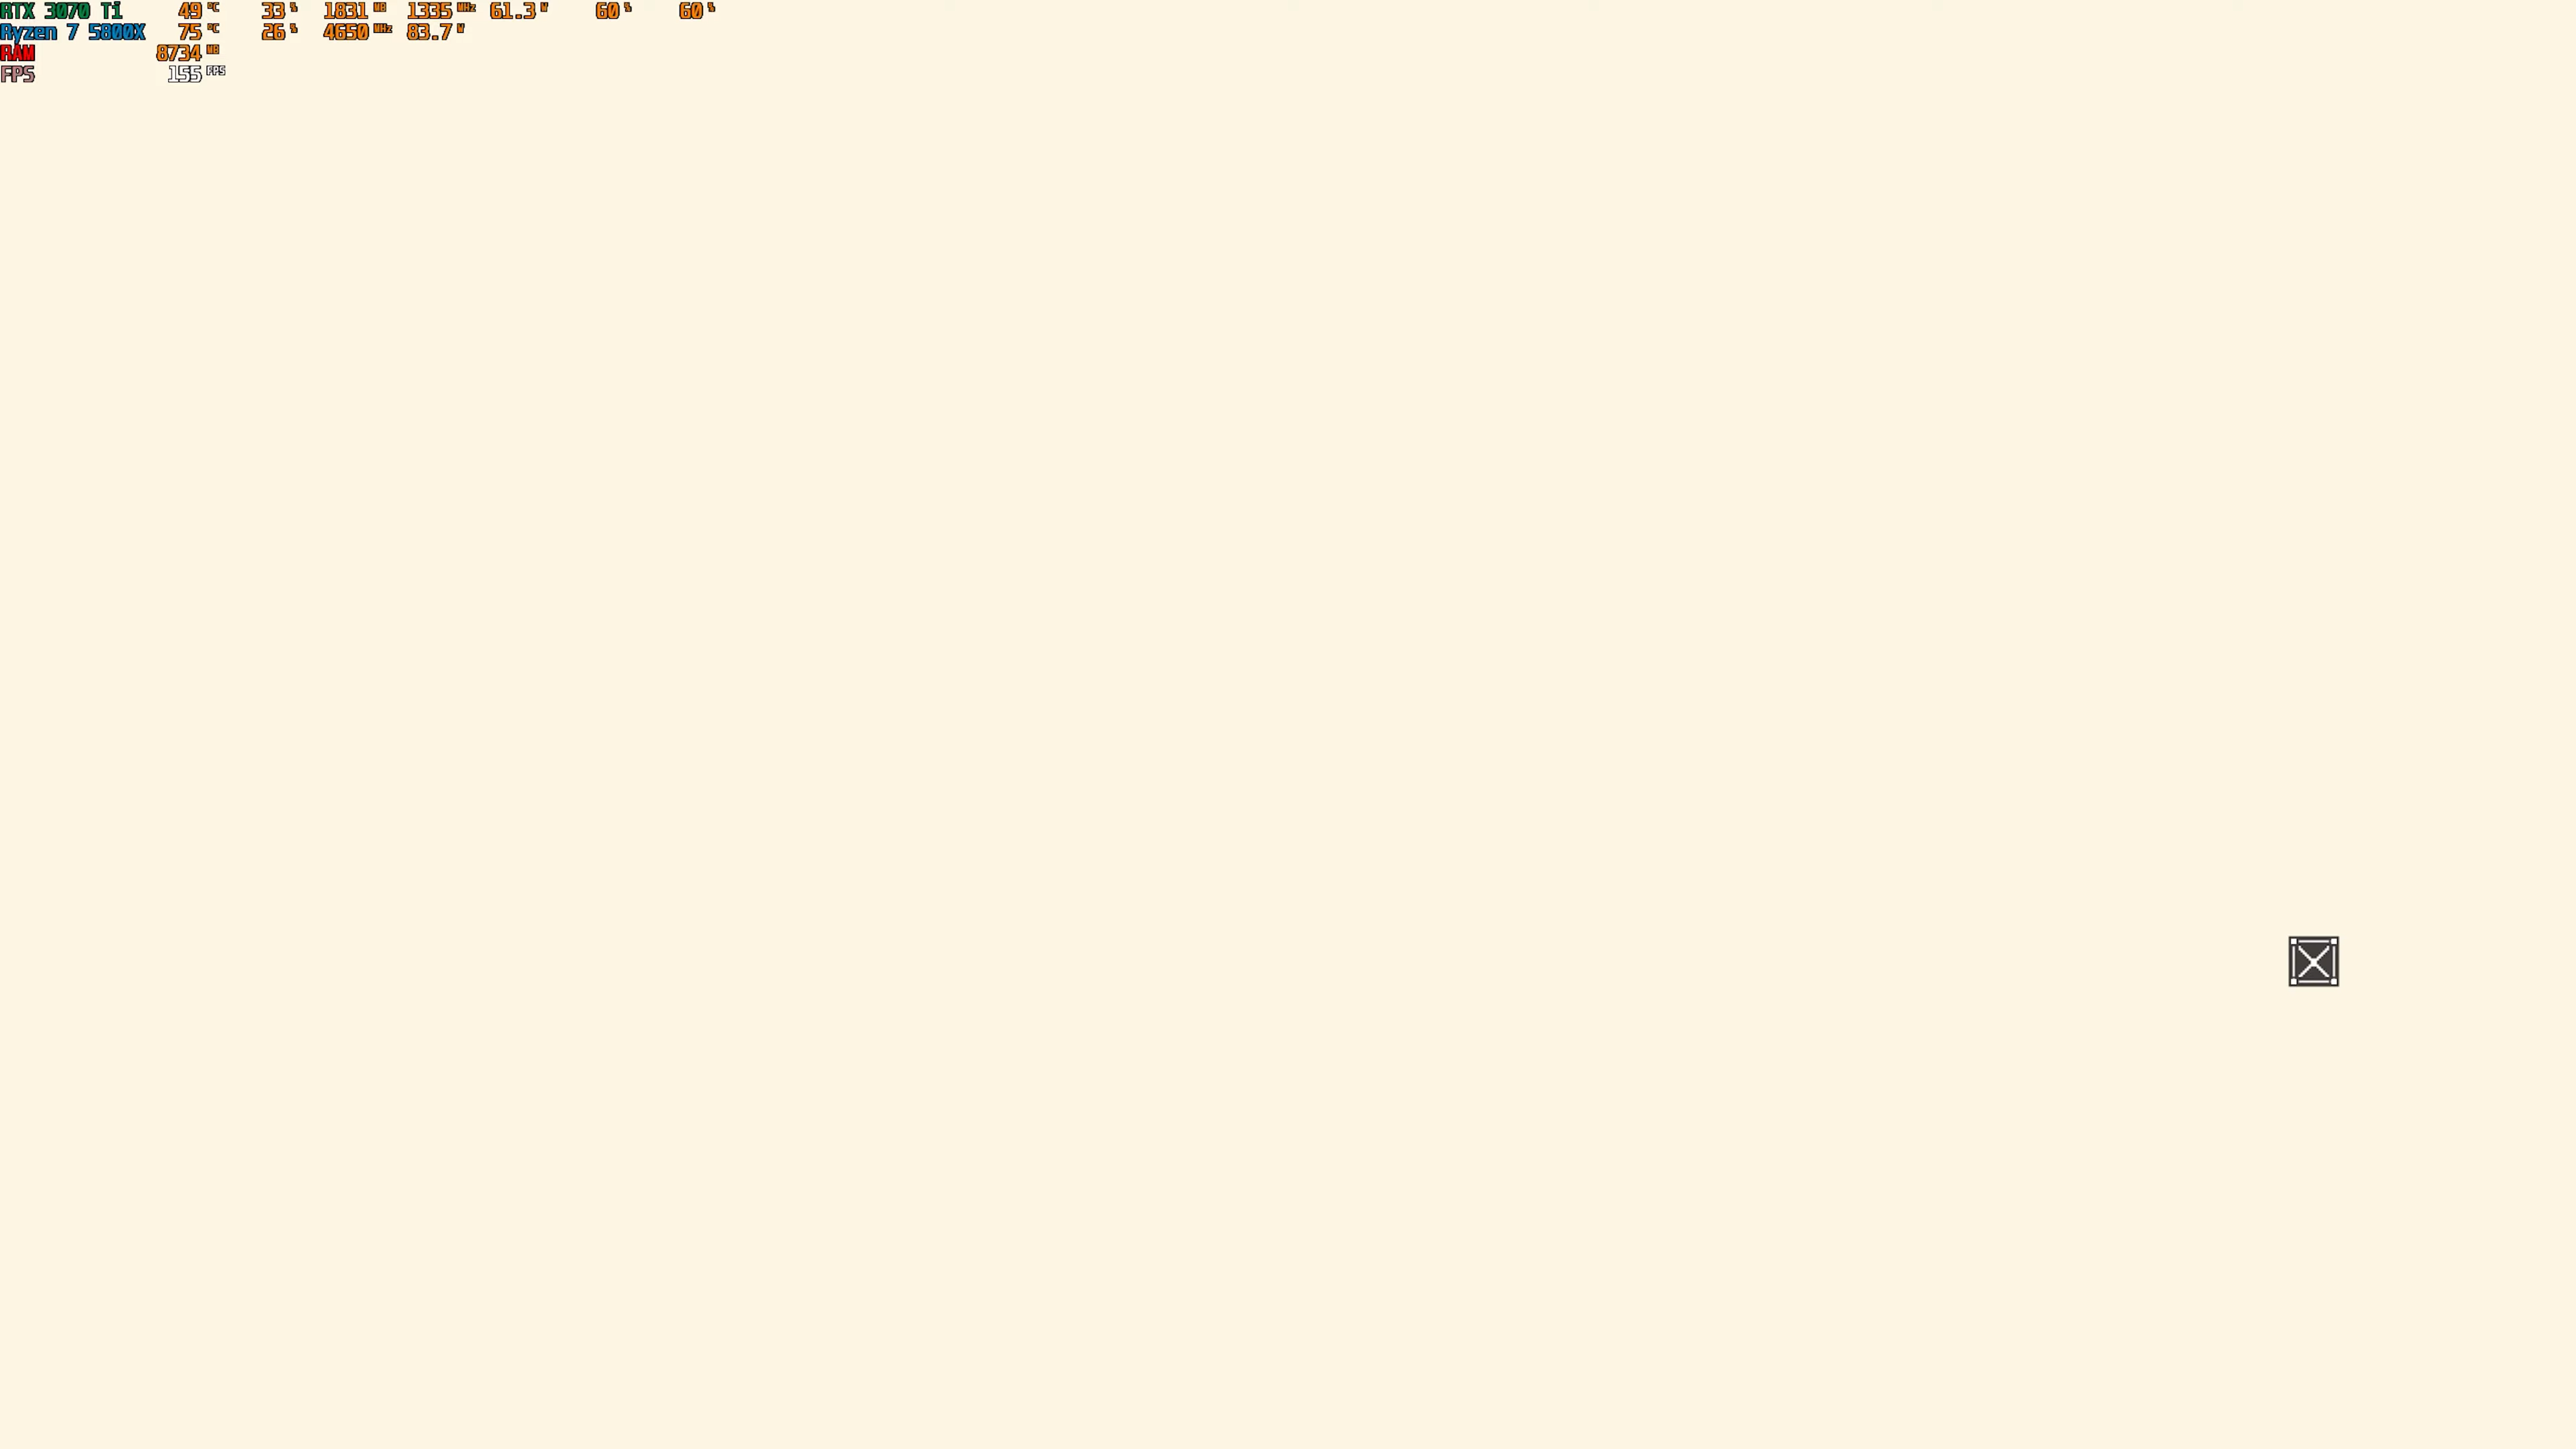 RTX 3070 Ti 49 °C 33 % 1831 MB 1335 MHz 61.3 W 60 % 60 %
Ryzen 7 5800X 75 °C 26 % 4650 MHz 83.7 W
RAM 8734 MB
FPS 155 FPS